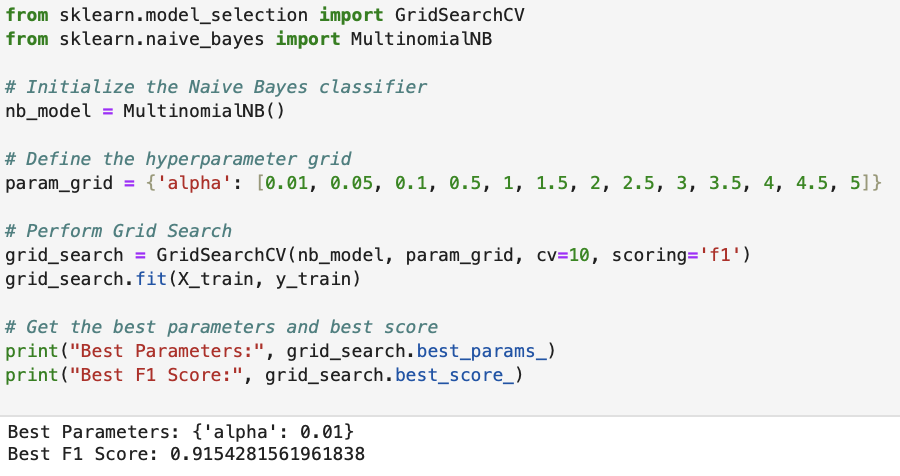 from sklearn.model_selection import GridSearchCV
from sklearn.naive_bayes import MultinomialNB
# Initialize the Naive Bayes classifier
nb_model = MultinomialNB()
# Define the hyperparameter grid
param_grid = {'alpha': [0.01, 0.05, 0.1, 0.5, 1, 1.5, 2, 2.5, 3, 3.5, 4, 4.5, 5]}
# Perform Grid Search
grid_search = GridSearchCV(nb_model, param_grid, cv=10, scoring='f1')
grid_search.fit(X_train, y_train)
# Get the best parameters and best score
print("Best Parameters:", grid_search.best_params_)
print("Best F1 Score:", grid_search.best_score_)
Best Parameters: {'alpha': 0.01}
Best F1 Score: 0.9154281561961838